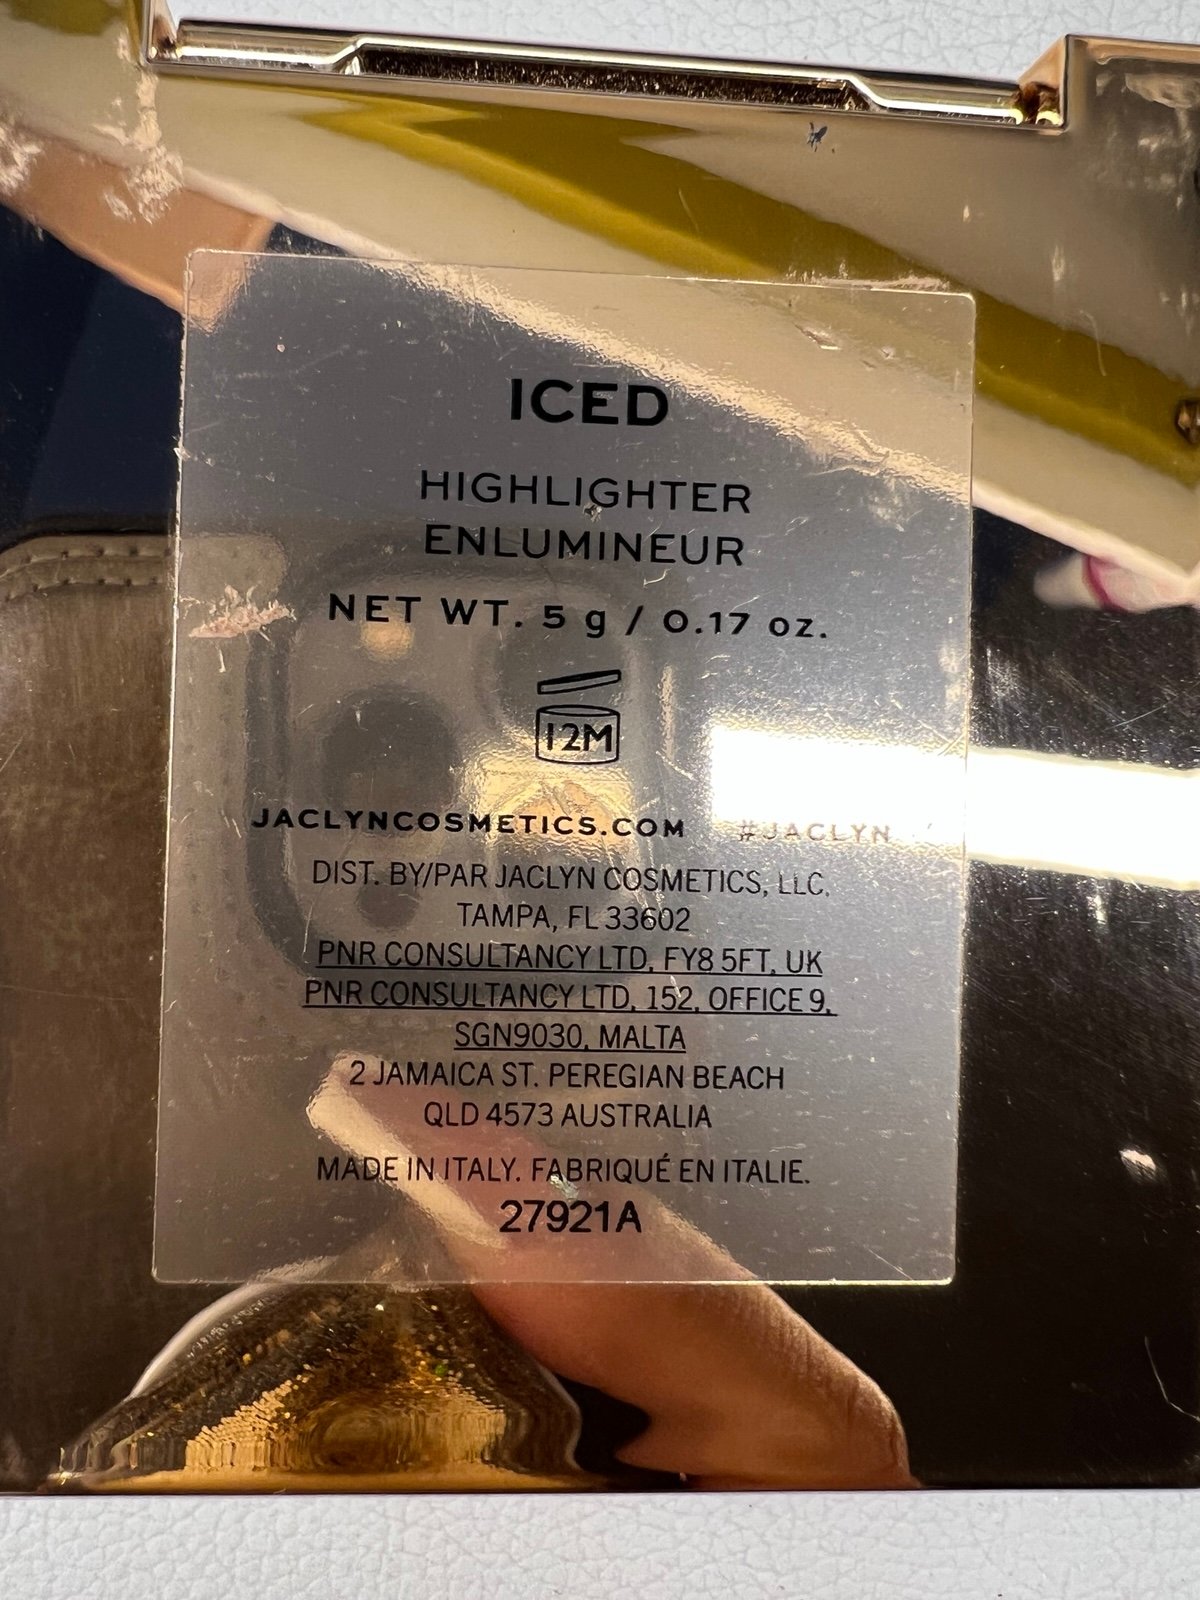 ICED
HIGHLIGHTER
ENLUMINEUR
NET WT. 5 g / 0.17 oz.
12M
JACLYNCOSMETICS.COM #JACLYN
DIST. BY/PAR JACLYN COSMETICS, LLC.
TAMPA, FL 33602
PNR CONSULTANCY LTD, FY8 5FT, UK
PNR CONSULTANCY LTD, 152, OFFICE 9,
SGN9030, MALTA
2 JAMAICA ST. PEREGIAN BEACH
QLD 4573 AUSTRALIA
MADE IN ITALY. FABRIQUÉ EN ITALIE.
27921A